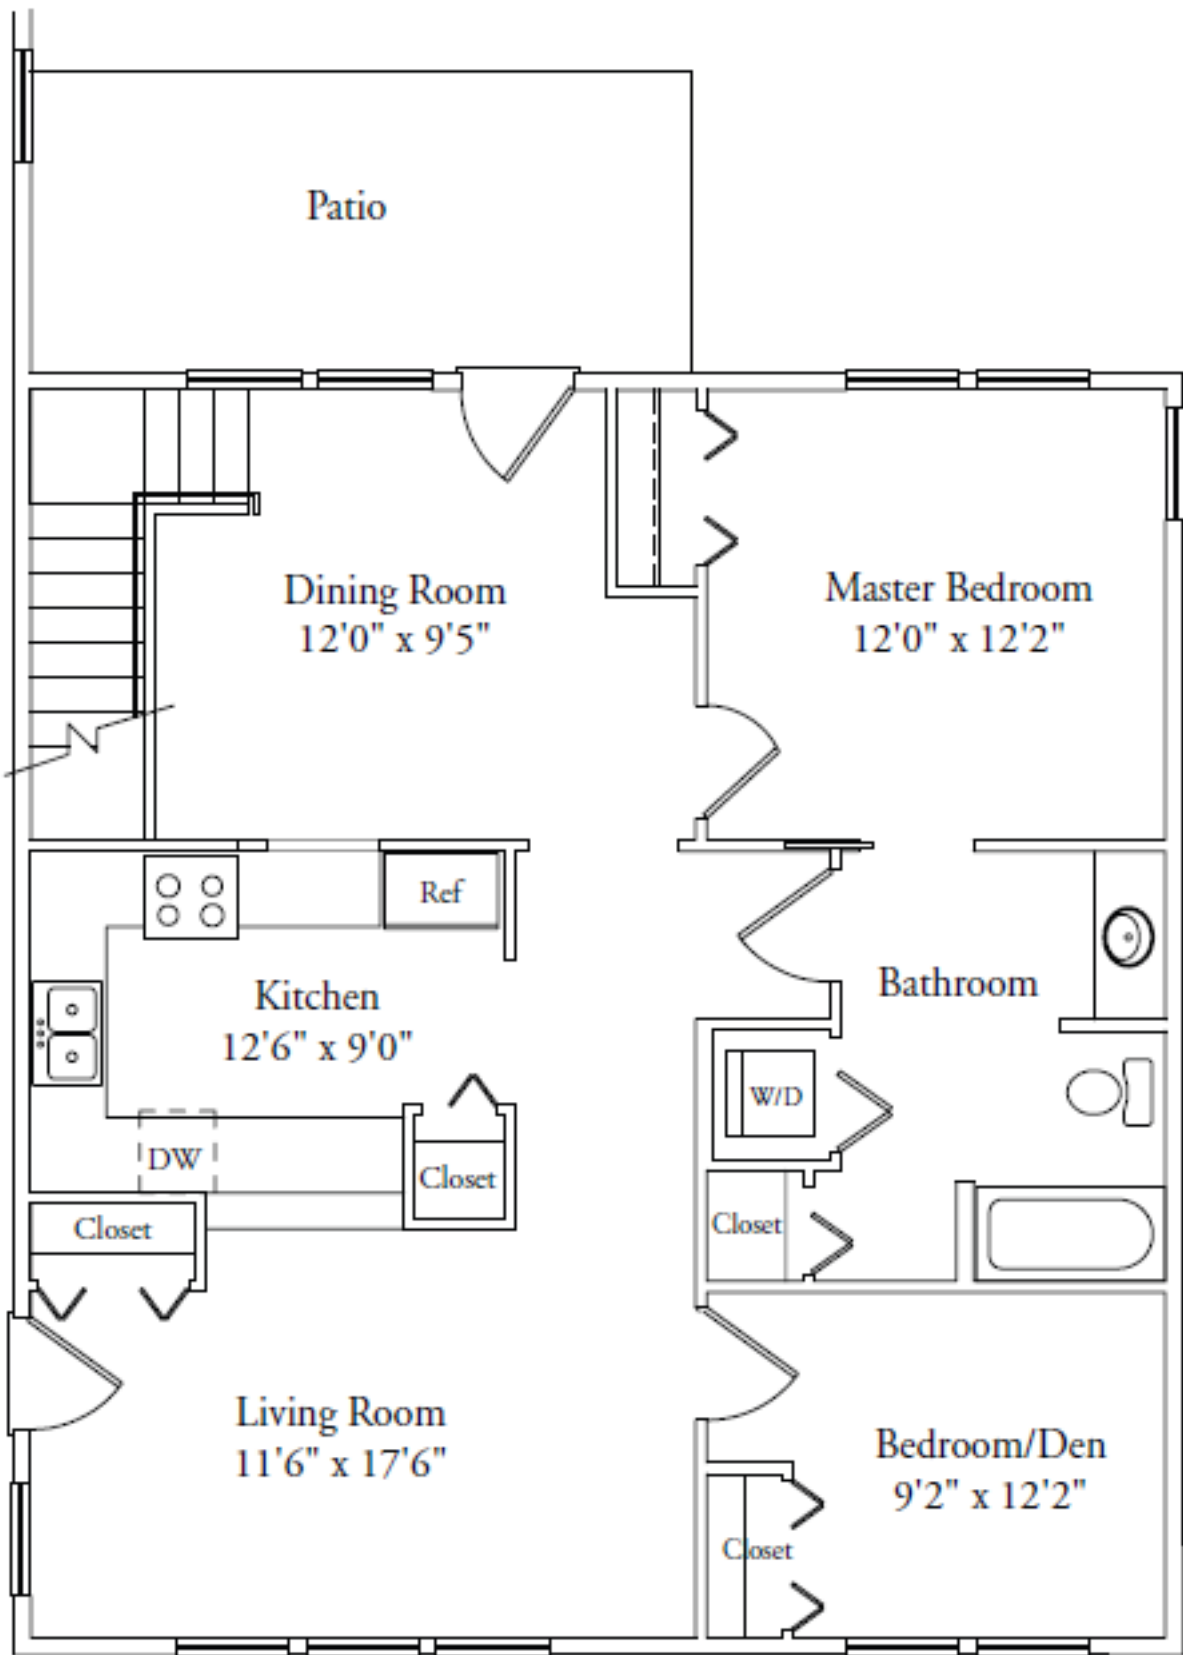 Patio
Dining Room
12'0" x 9'5"
Master Bedroom
12'0" x 12'2"
Ref
Kitchen
12'6" x 9'0"
Bathroom
W/D
DW
Closet
Closet
Closet
Living Room
11'6" x 17'6"
Bedroom/Den
9'2" x 12'2"
Closet